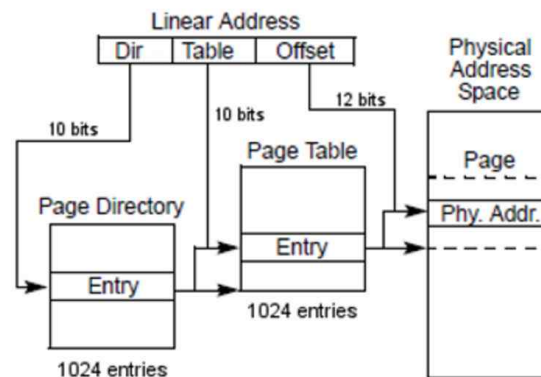 Linear Address
Dir Table Offset
Physical
Address
Space
10 bits
10 bits
12 bits
Page Table
Page
Page Directory
Phy. Addr.
Entry
Entry
1024 entries
1024 entries